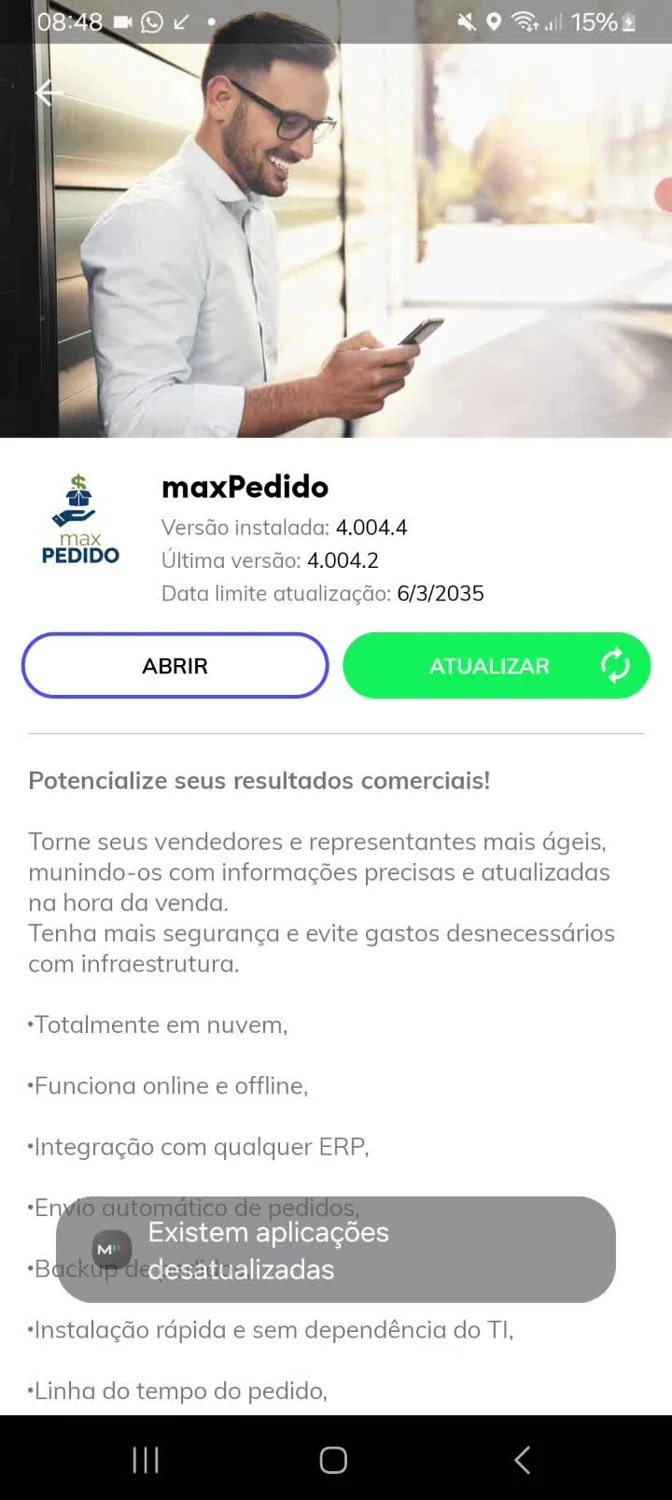 08:48
15%
maxPedido
Versão instalada: 4.004.4
max
PEDIDO
Última versão: 4.004.2
Data limite atualização: 6/3/2035
ABRIR
ATUALIZAR
Potencialize seus resultados comerciais!
Torne seus vendedores e representantes mais ágeis,
munindo-os com informações precisas e atualizadas
na hora da venda.
Tenha mais segurança e evite gastos desnecessários
com infraestrutura.
•Totalmente em nuvem,
•Funciona online e offline,
•Integração com qualquer ERP,
•Envio automático de pedidos,
Existem aplicações
desatualizadas
•Backup de
•Instalação rápida e sem dependência do TI,
•Linha do tempo do pedido,